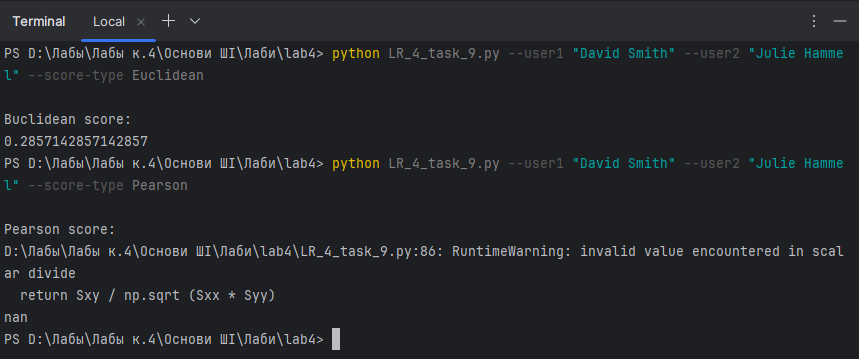 Terminal Local
PS D:\Лабы\Лабы к.4\Основи ШІ\Лаби\lab4> python LR_4_task_9.py --user1 "David Smith" --user2 "Julie Hamme
l" --score-type Euclidean
Buclidean score:
0.2857142857142857
PS D:\Лабы\Лабы к.4\Основи ШІ\Лаби\lab4> python LR_4_task_9.py --user1 "David Smith" --user2 "Julie Hamme
l" --score-type Pearson
Pearson score:
D:\Лабы\Лабы к.4\Основи ШІ\Лаби\lab4\LR_4_task_9.py:86: RuntimeWarning: invalid value encountered in scal
ar divide
return Sxy / np.sqrt (Sxx * Syy)
nan
PS D:\Лабы\Лабы к.4\Основи ШІ\Лаби\lab4>